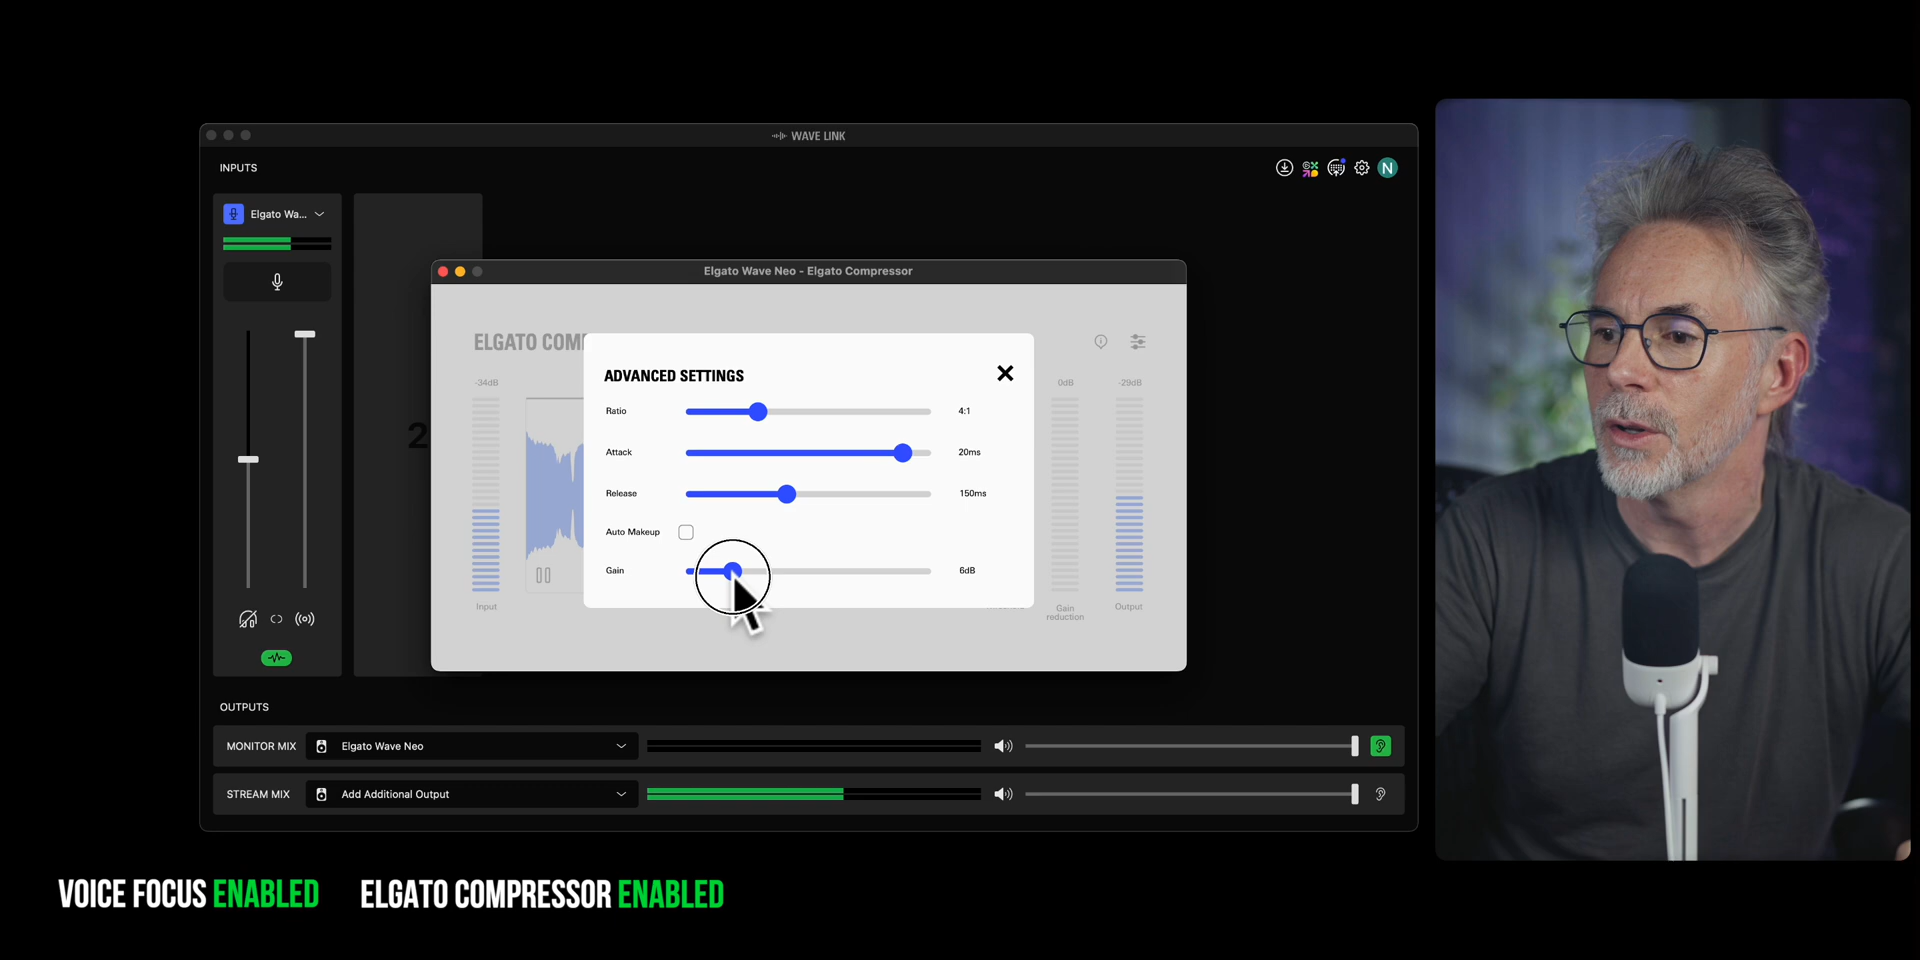 WAVE LINK
INPUTS
N
Elgato Wa...
Elgato Wave Neo - Elgato Compressor
ELGATO COM
ADVANCED SETTINGS
-34dB
0dB
-29dB
Ratio
4:1
2
Attack
20ms
Release
150ms
Auto Makeup
Gain
6dB
Input
Gain
reduction
Output
OUTPUTS
MONITOR MIX
Elgato Wave Neo
STREAM MIX
Add Additional Output
VOICE FOCUS ENABLED
ELGATO COMPRESSOR ENABLED